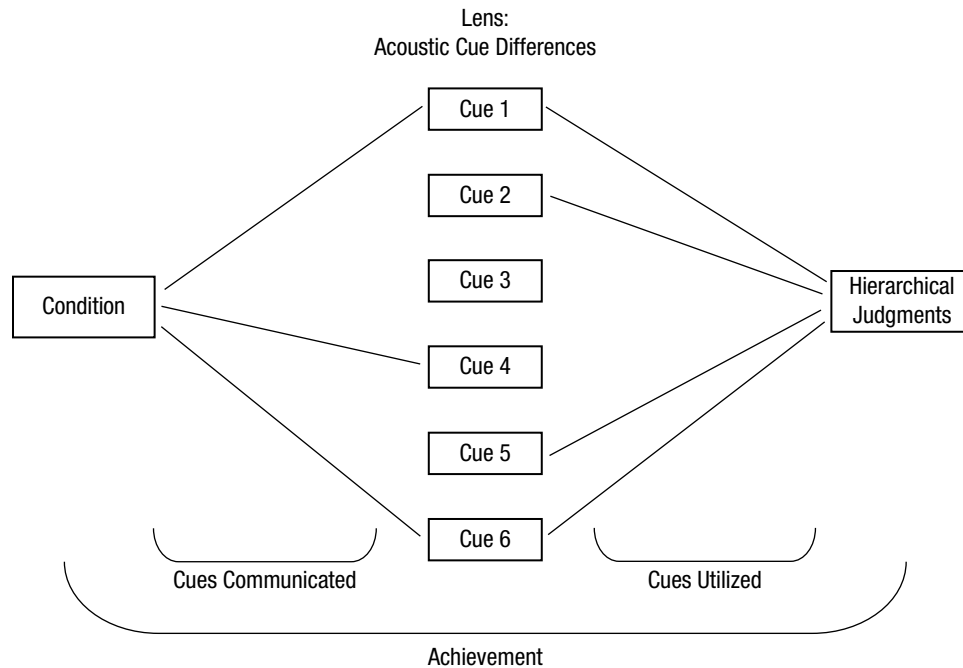 Lens:
Acoustic Cue Differences
Cue 1
Cue 2
Cue 3
Condition
Hierarchical
Judgments
Cue 4
Cue 5
Cue 6
Cues Communicated
Cues Utilized
Achievement